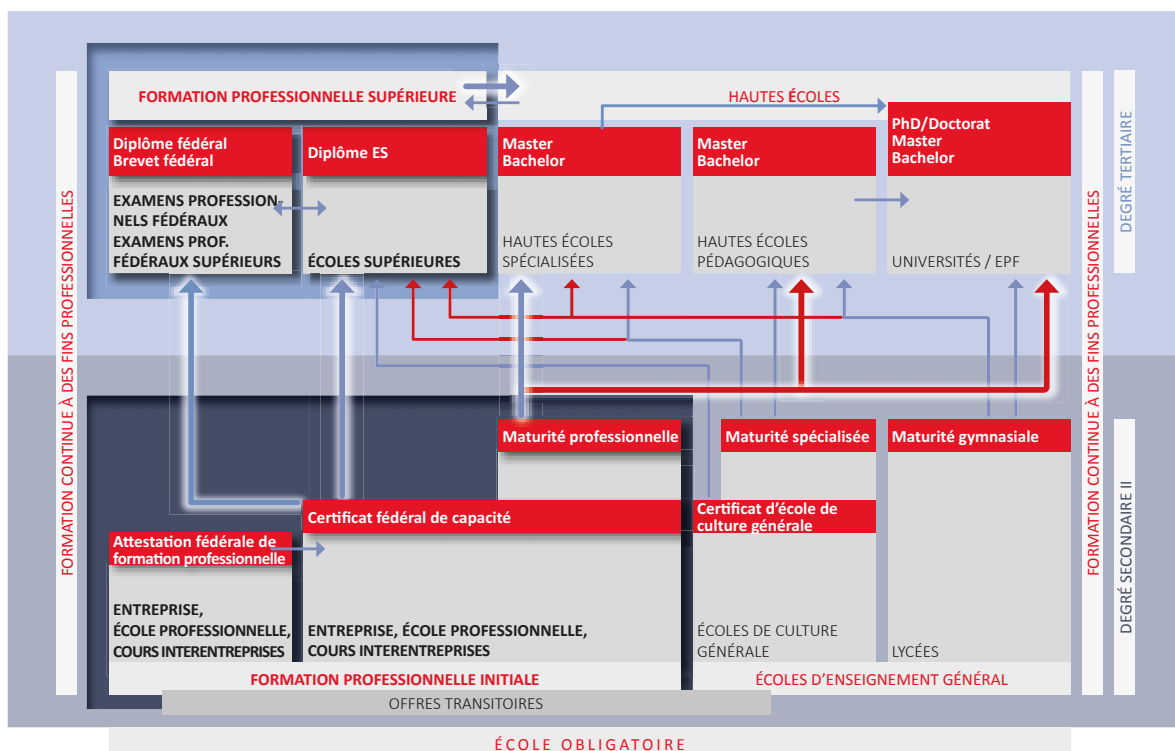 FORMATION PROFESSIONNELLE SUPÉRIEURE
HAUTES ÉCOLES
Diplôme fédéral
Brevet fédéral
Diplôme ES
Master
Bachelor
Master
Bachelor
PhD/Doctorat
Master
Bachelor
EXAMENS PROFESSION-
NELS FÉDÉRAUX
EXAMENS PROF.
FÉDÉRAUX SUPÉRIEURS
ÉCOLES SUPÉRIEURES
HAUTES ÉCOLES
SPÉCIALISÉES
HAUTES ÉCOLES
PÉDAGOGIQUES
UNIVERSITÉS / EPF
FORMATION CONTINUE À DES FINS PROFESSIONNELLES
FORMATION CONTINUE À DES FINS PROFESSIONNELLES
DEGRÉ TERTIAIRE
DEGRÉ SECONDAIRE II
Maturité professionnelle
Maturité spécialisée
Maturité gymnasiale
Certificat fédéral de capacité
Certificat d'école de
culture générale
Attestation fédérale de
formation professionnelle
ENTREPRISE,
ÉCOLE PROFESSIONNELLE,
COURS INTERENTREPRISES
ENTREPRISE, ÉCOLE PROFESSIONNELLE,
COURS INTERENTREPRISES
ÉCOLES DE CULTURE
GÉNÉRALE
LYCÉES
FORMATION PROFESSIONNELLE INITIALE
ÉCOLES D'ENSEIGNEMENT GÉNÉRAL
OFFRES TRANSITOIRES
ÉCOLE OBLIGATOIRE